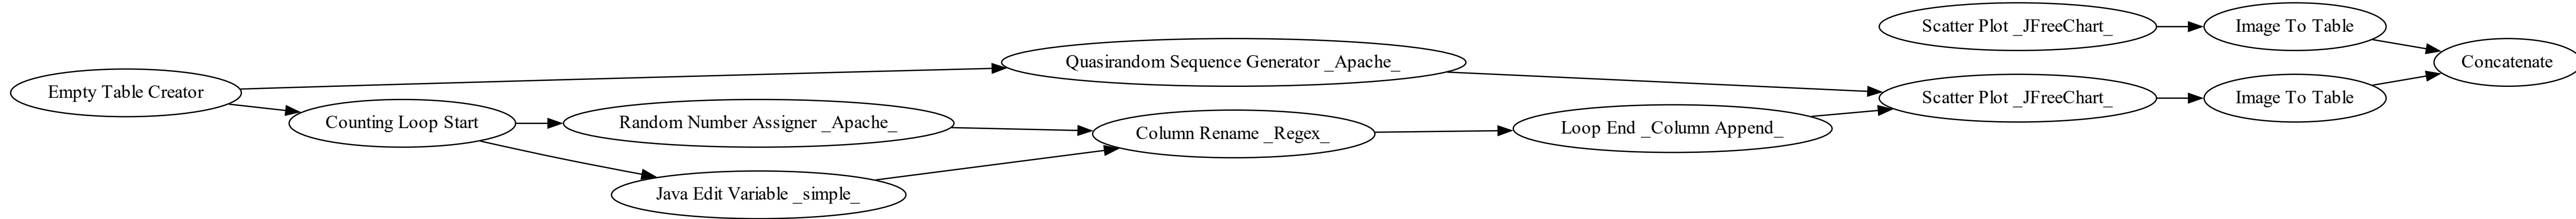 Empty Table Creator
Counting Loop Start
Quasirandom Sequence Generator _Apache_
Random Number Assigner _Apache_
Java Edit Variable _simple_
Column Rename _Regex_
Loop End _Column Append_
Scatter Plot _JFreeChart_
Image To Table
Scatter Plot _JFreeChart_
Image To Table
Concatenate